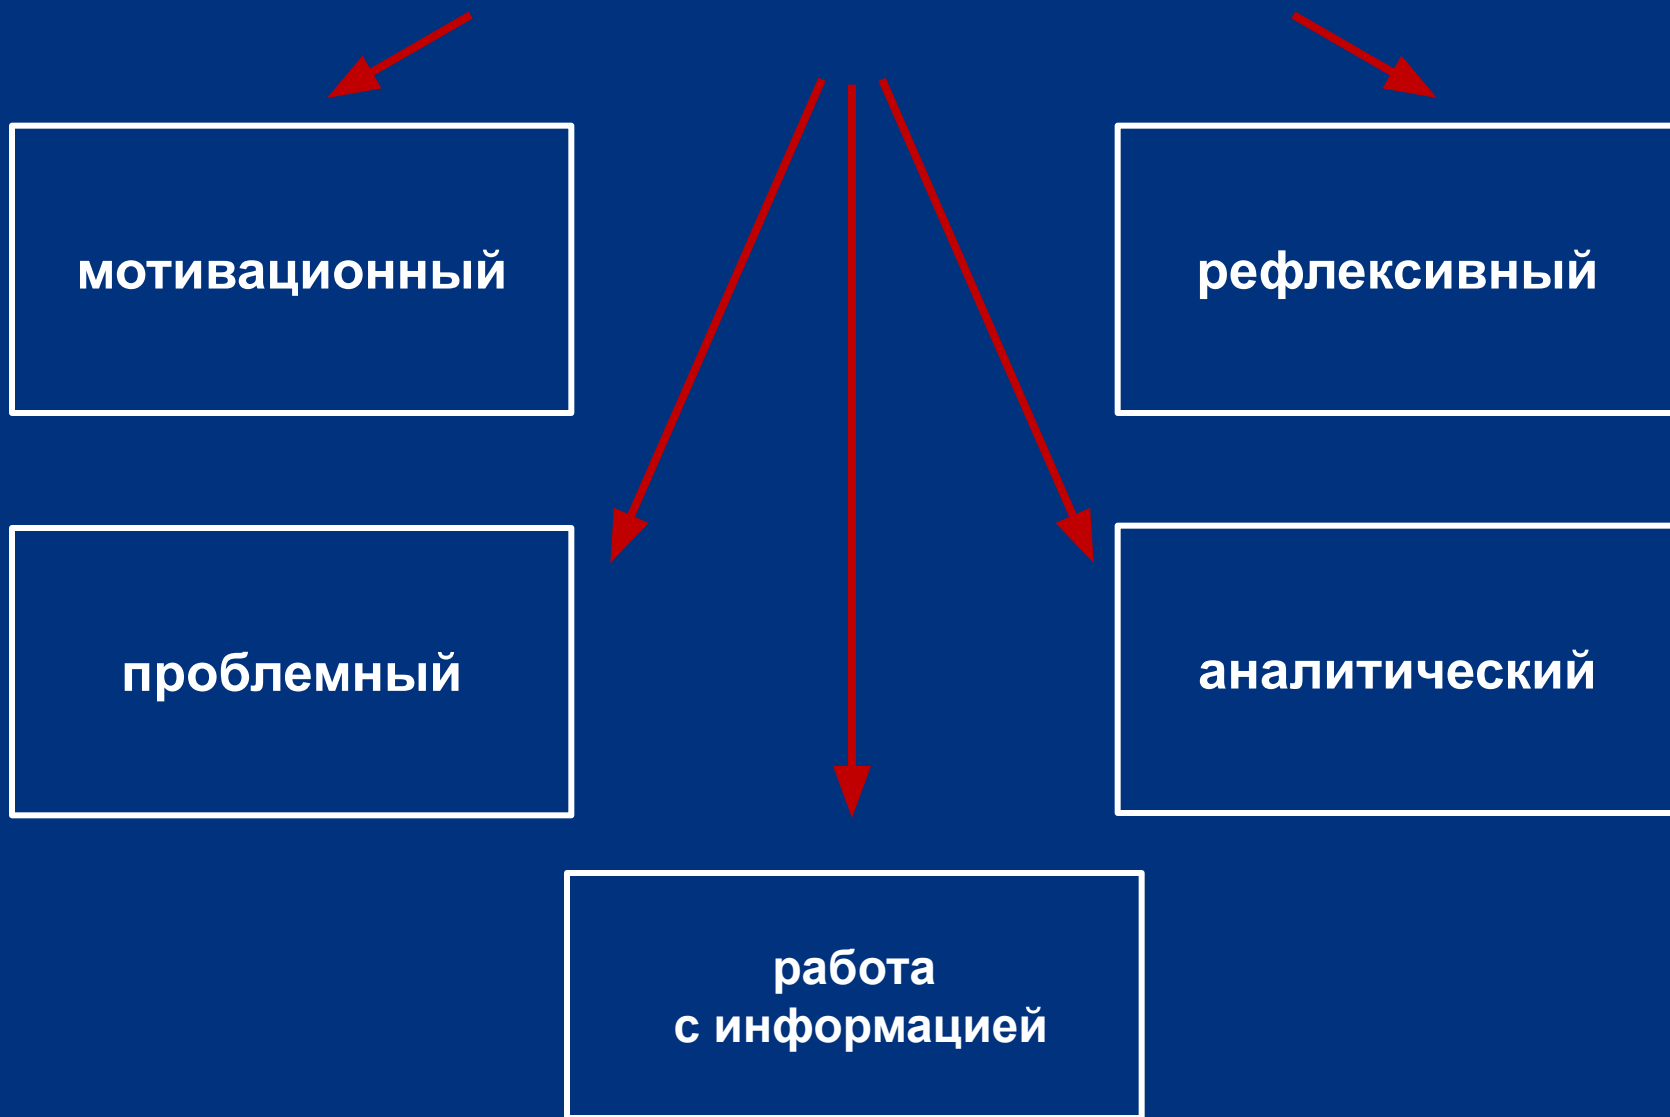 мотивационный
рефлексивный
проблемный
аналитический
работа
с информацией